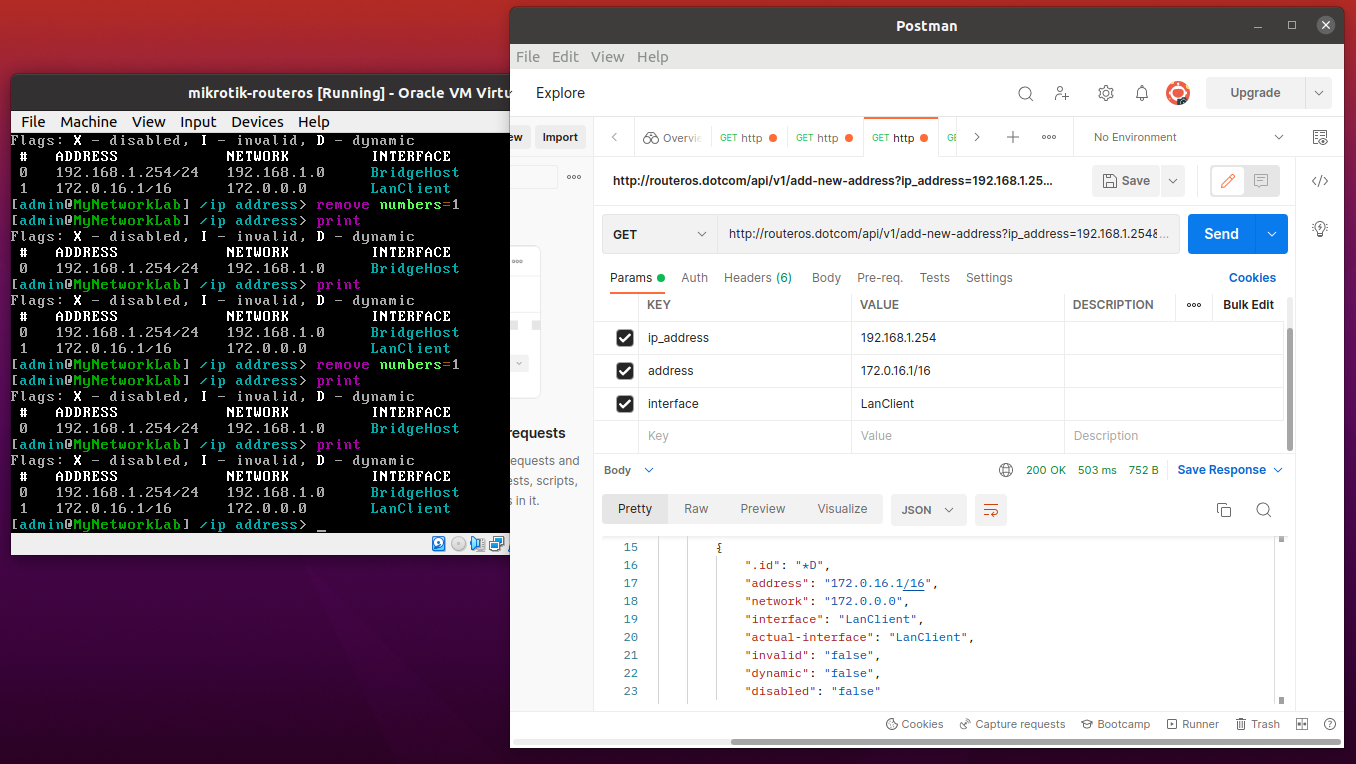 mikrotik-routeros [Running] - Oracle VM Virtu
File Machine View Input Devices Help
Flags: X - disabled, I - invalid, D - dynamic
# ADDRESS NETWORK INTERFACE
0 192.168.1.254/24 192.168.1.0 BridgeHost
1 172.0.16.1/16 172.0.0.0 LanClient
[admin@MyNetworkLab] /ip address> remove numbers=1
[admin@MyNetworkLab] /ip address> print
Flags: X - disabled, I - invalid, D - dynamic
# ADDRESS NETWORK INTERFACE
0 192.168.1.254/24 192.168.1.0 BridgeHost
[admin@MyNetworkLab] /ip address> print
Flags: X - disabled, I - invalid, D - dynamic
# ADDRESS NETWORK INTERFACE
0 192.168.1.254/24 192.168.1.0 BridgeHost
1 172.0.16.1/16 172.0.0.0 LanClient
[admin@MyNetworkLab] /ip address> remove numbers=1
[admin@MyNetworkLab] /ip address> print
Flags: X - disabled, I - invalid, D - dynamic
# ADDRESS NETWORK INTERFACE
0 192.168.1.254/24 192.168.1.0 BridgeHost
[admin@MyNetworkLab] /ip address> print
Flags: X - disabled, I - invalid, D - dynamic
# ADDRESS NETWORK INTERFACE
0 192.168.1.254/24 192.168.1.0 BridgeHost
1 172.0.16.1/16 172.0.0.0 LanClient
[admin@MyNetworkLab] /ip address> _
Postman
File Edit View Help
Explore
Upgrade
ew Import
Overvie GET http GET http GET http GE
No Environment
http://routeros.dotcom/api/v1/add-new-address?ip_address=192.168.1.25...
Save
GET http://routeros.dotcom/api/v1/add-new-address?ip_address=192.168.1.254&... Send
Params Auth Headers (6) Body Pre-req. Tests Settings Cookies
KEY VALUE DESCRIPTION Bulk Edit
ip_address 192.168.1.254
address 172.0.16.1/16
interface LanClient
Key Value Description
equests
equests and
ests, scripts,
s in it.
Body 200 OK 503 ms 752 B Save Response
Pretty Raw Preview Visualize JSON
15 {
16 ".id": "*D",
17 "address": "172.0.16.1/16",
18 "network": "172.0.0.0",
19 "interface": "LanClient",
20 "actual-interface": "LanClient",
21 "invalid": "false",
22 "dynamic": "false",
23 "disabled": "false"
Cookies Capture requests Bootcamp Runner Trash